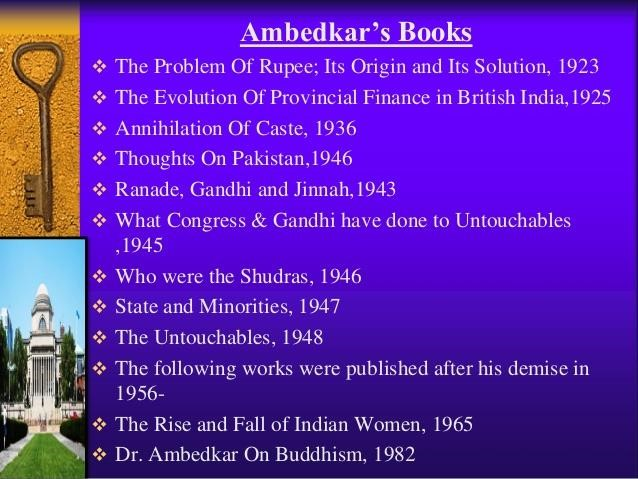 Ambedkar’s Books
❖ The Problem Of Rupee; Its Origin and Its Solution, 1923
❖ The Evolution Of Provincial Finance in British India,1925
❖ Annihilation Of Caste, 1936
❖ Thoughts On Pakistan,1946
❖ Ranade, Gandhi and Jinnah,1943
❖ What Congress & Gandhi have done to Untouchables
,1945
❖ Who were the Shudras, 1946
❖ State and Minorities, 1947
❖ The Untouchables, 1948
❖ The following works were published after his demise in
1956-
❖ The Rise and Fall of Indian Women, 1965
❖ Dr. Ambedkar On Buddhism, 1982